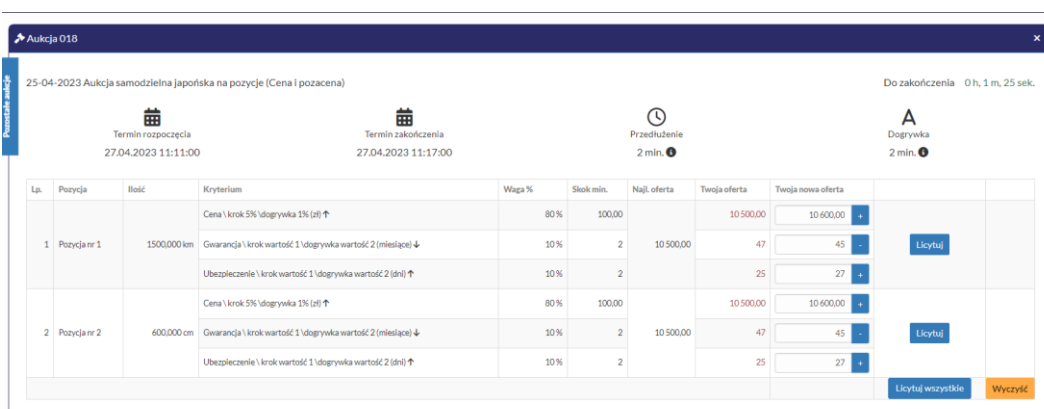 Aukcja 018 ×
Pozostałe aukcje
25-04-2023 Aukcja samodzielna japońska na pozycje (Cena i pozacena) Do zakończenia 0 h, 1 m, 25 sek.
Termin rozpoczęcia Termin zakończenia Przedłużenie Dogrywka
27.04.2023 11:11:00 27.04.2023 11:17:00 2 min. 2 min.
Lp. Pozycja Ilość Kryterium Waga % Skok min. Najl. oferta Twoja oferta Twoja nowa oferta
Cena \ krok 5% \dogrywka 1% (zł) ↑ 80 % 100,00 10 500,00 10 600,00 +
1 Pozycja nr 1 1500,000 km Gwarancja \ krok wartość 1 \dogrywka wartość 2 (miesiące) ↓ 10 % 2 10 500,00 47 45 - Licytuj
Ubezpieczenie \ krok wartość 1 \dogrywka wartość 2 (dni) ↑ 10 % 2 25 27 +
Cena \ krok 5% \dogrywka 1% (zł) ↑ 80 % 100,00 10 500,00 10 600,00 +
2 Pozycja nr 2 600,000 cm Gwarancja \ krok wartość 1 \dogrywka wartość 2 (miesiące) ↓ 10 % 2 10 500,00 47 45 - Licytuj
Ubezpieczenie \ krok wartość 1 \dogrywka wartość 2 (dni) ↑ 10 % 2 25 27 +
Licytuj wszystkie Wyczyść